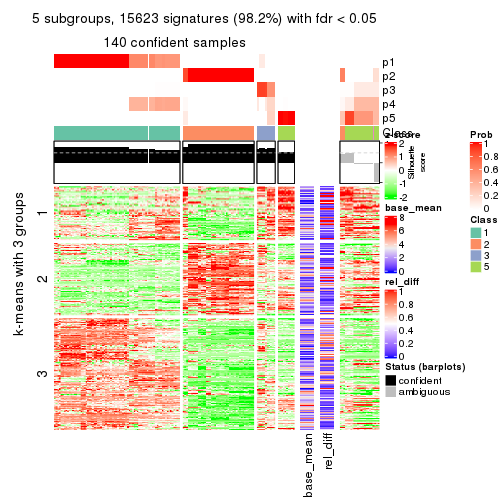 5 subgroups, 15623 signatures (98.2%) with fdr < 0.05
140 confident samples
p1
p2
p3
p4
p5
Class
k-means with 3 groups
1
2
3
base_mean
rel_diff
Silhouette
score
z-score
2
1
0
-1
-2
base_mean
8
6
4
2
0
rel_diff
1
0.8
0.6
0.4
0.2
0
Status (barplots)
confident
ambiguous
Prob
1
0.8
0.6
0.4
0.2
0
Class
1
2
3
5